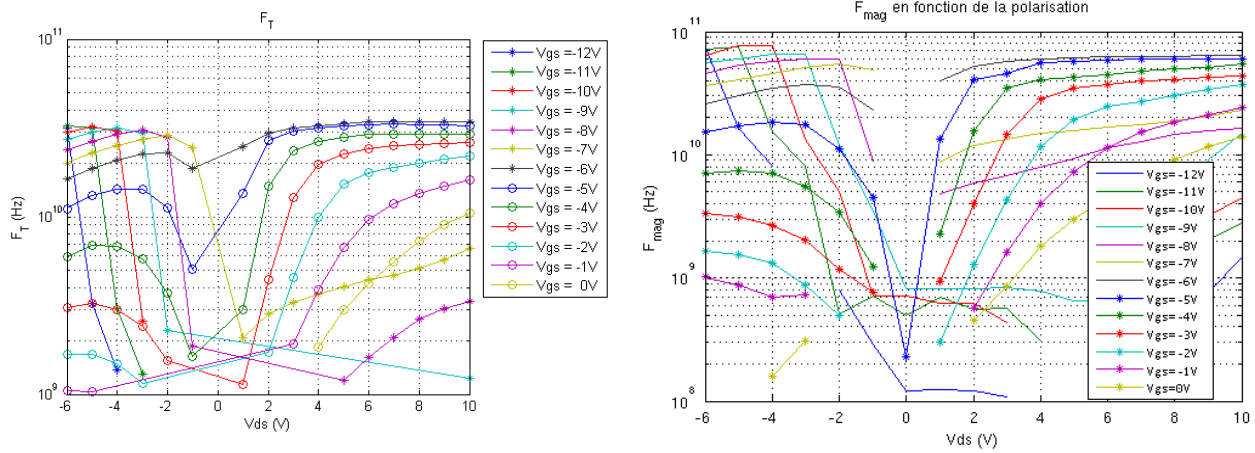 F_T
F_T (Hz)
10^11
10^10
10^9
-6 -4 -2 0 2 4 6 8 10
Vds (V)
Vgs =-12V
Vgs =-11V
Vgs =-10V
Vgs =-9V
Vgs =-8V
Vgs =-7V
Vgs =-6V
Vgs =-5V
Vgs =-4V
Vgs =-3V
Vgs =-2V
Vgs =-1V
Vgs = 0V
F_mag en fonction de la polarisation
F_mag (Hz)
10^11
10^10
10^9
10^8
-6 -4 -2 0 2 4 6 8 10
Vds (V)
Vgs=-12V
Vgs=-11V
Vgs=-10V
Vgs=-9V
Vgs=-8V
Vgs=-7V
Vgs=-6V
Vgs=-5V
Vgs=-4V
Vgs=-3V
Vgs=-2V
Vgs=-1V
Vgs=0V